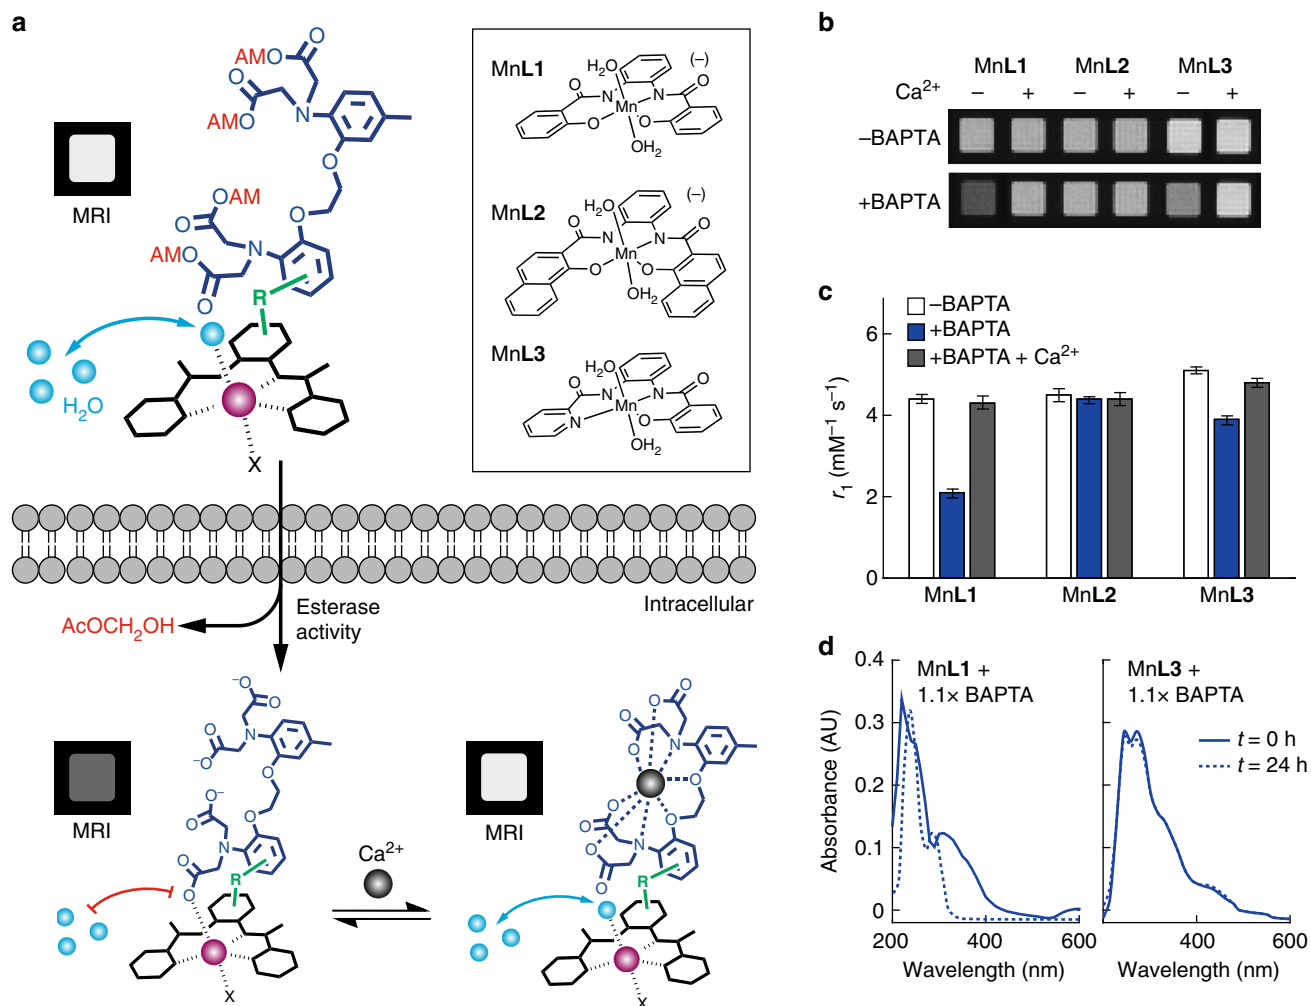 a
AMO
O
O
AMO
N
O
O
OAM
O
O
AMO
N
O
R
MRI
H₂O
X
MnL1
(−)
H₂O
O
N
N
O
Mn
O
O
OH₂
MnL2
(−)
H₂O
O
N
N
O
Mn
O
O
OH₂
MnL3
H₂O
O
N
N
O
Mn
N
O
OH₂
Intracellular
Esterase
activity
AcOCH₂OH
⁻O
O
O
⁻O
N
O
O⁻
O
O
N
O
O
R
MRI
X
Ca²⁺
O
O
O
O
N
O
O
O
O
O
O
N
R
MRI
X
b
MnL1 MnL2 MnL3
Ca²⁺ − + − + − +
−BAPTA
+BAPTA
c
−BAPTA
+BAPTA
+BAPTA + Ca²⁺
r₁ (mM⁻¹ s⁻¹)
6
4
2
0
MnL1 MnL2 MnL3
d
MnL1 +
1.1× BAPTA
MnL3 +
1.1× BAPTA
t = 0 h
t = 24 h
Absorbance (AU)
0.4
0.3
0.2
0.1
0
200 400 600
400 600
Wavelength (nm) Wavelength (nm)